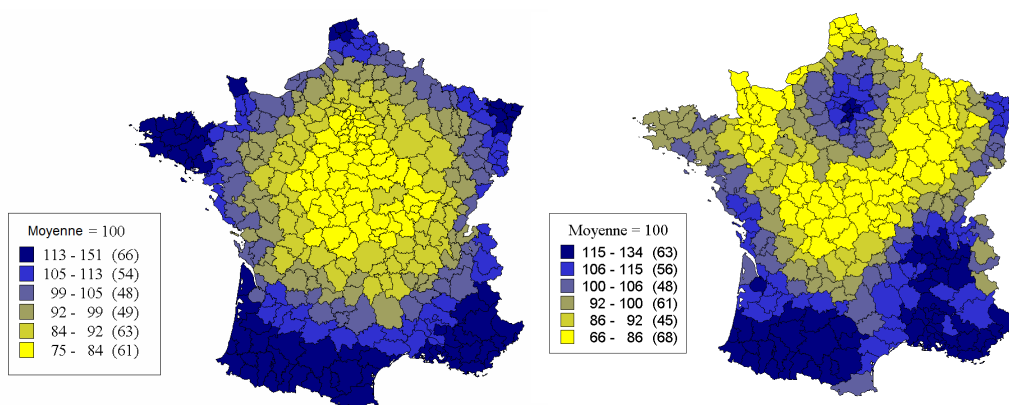 Moyenne = 100
113 - 151 (66)
105 - 113 (54)
99 - 105 (48)
92 - 99 (49)
84 - 92 (63)
75 - 84 (61)
Moyenne = 100
115 - 134 (63)
106 - 115 (56)
100 - 106 (48)
92 - 100 (61)
86 - 92 (45)
66 - 86 (68)